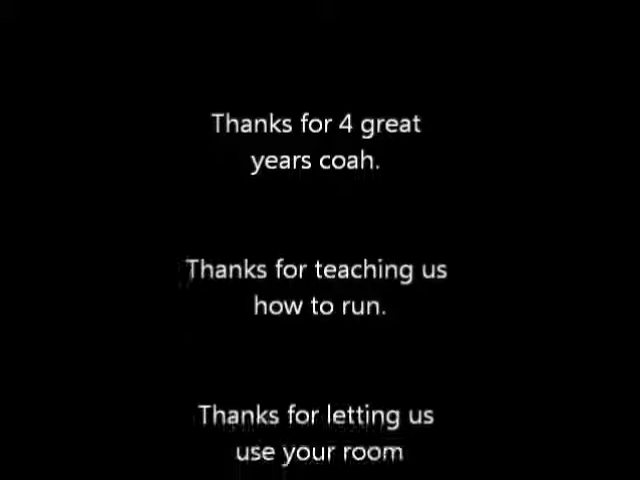 Thanks for 4 great
years coah.
Thanks for teaching us
how to run.
Thanks for letting us
use your room